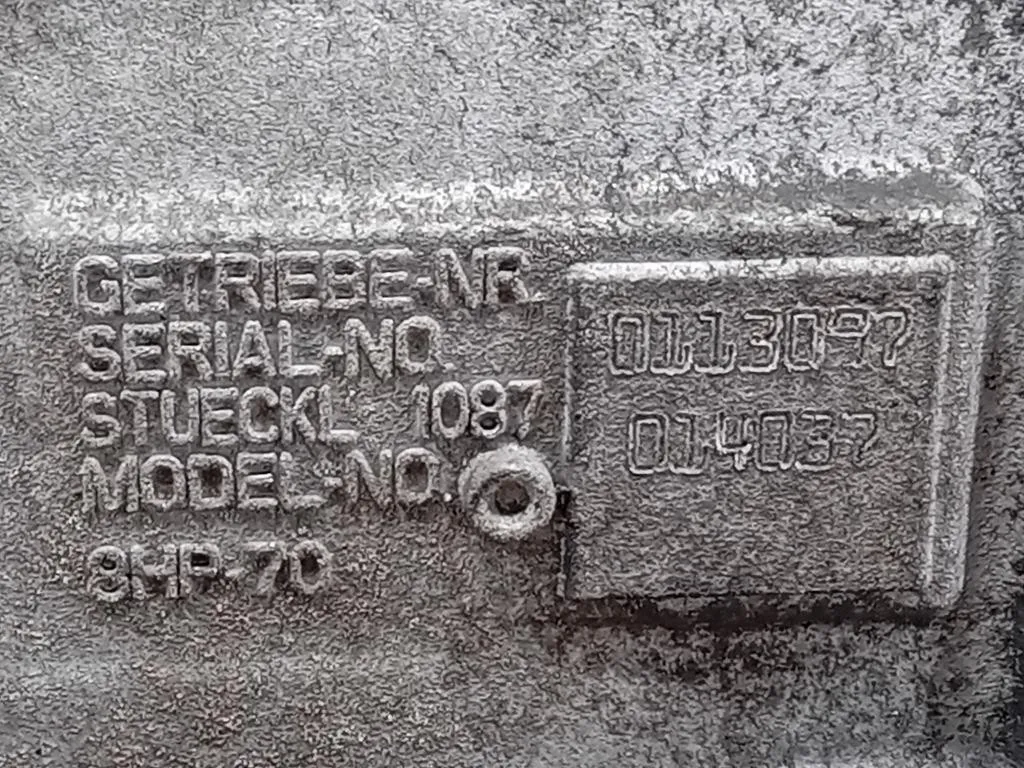 GETRIEBE-NR.
SERIAL-NO.
STUECKL 1087
MODEL-NO.
8HP-70
0113097
014037